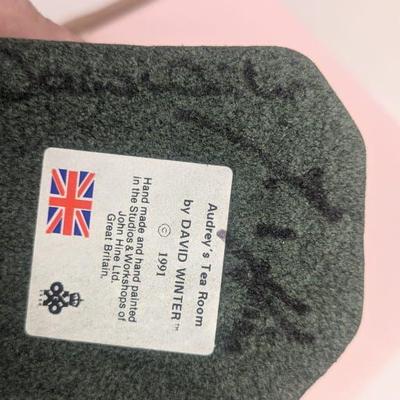 Audrey's Tea Room
by DAVID WINTER™
© 1991
Hand made and hand painted
in the Studios & Workshops of
John Hine Ltd.
Great Britain.